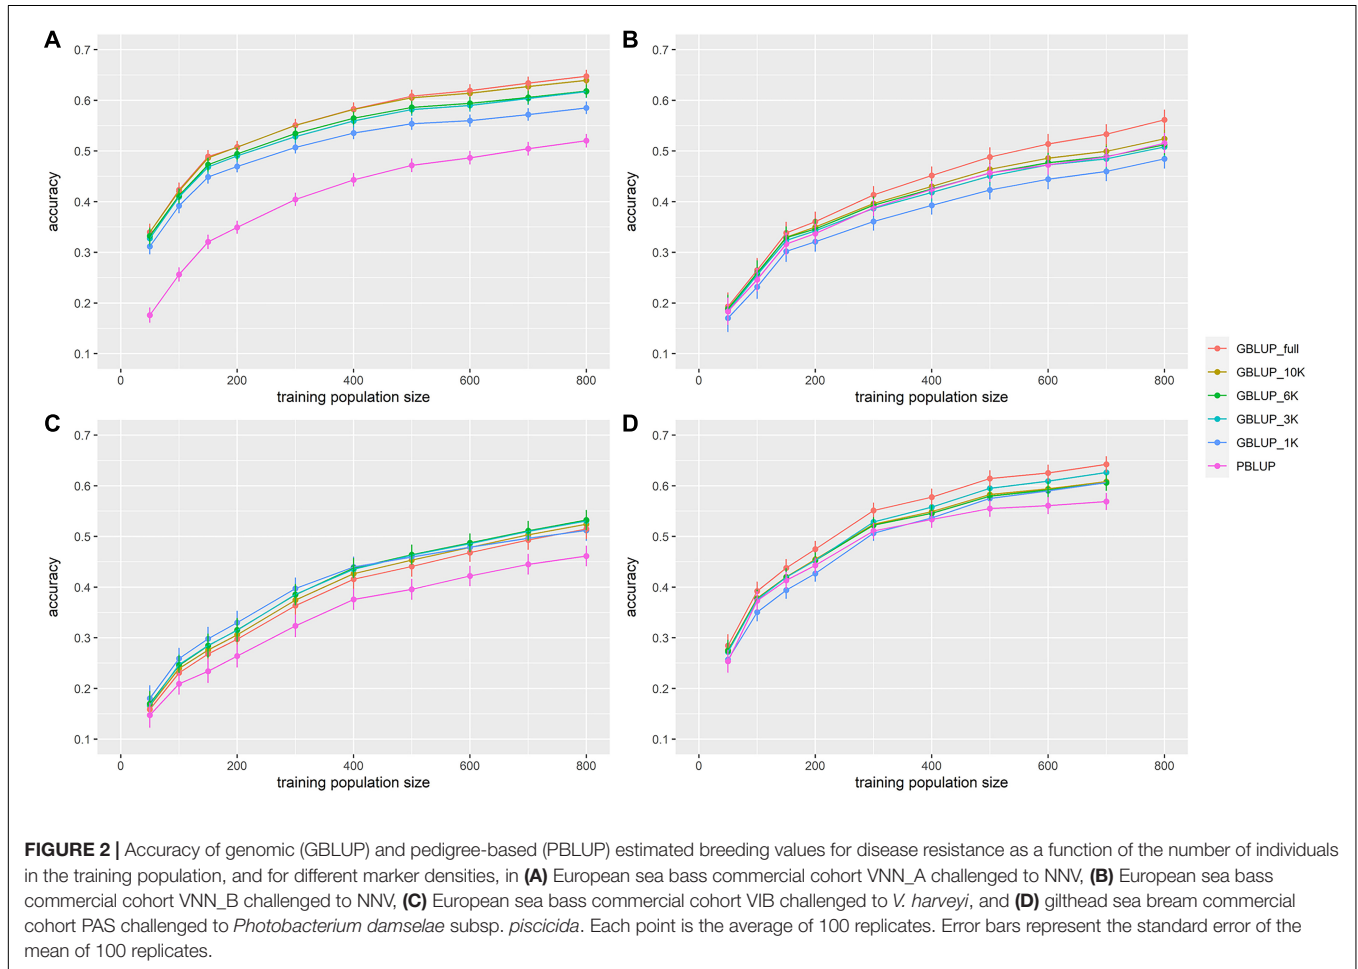 A
0.7
0.6
0.5
0.4
0.3
0.2
0.1
accuracy
0 200 400 600 800
training population size
B
0.7
0.6
0.5
0.4
0.3
0.2
0.1
accuracy
0 200 400 600 800
training population size
C
0.7
0.6
0.5
0.4
0.3
0.2
0.1
accuracy
0 200 400 600 800
training population size
D
0.7
0.6
0.5
0.4
0.3
0.2
0.1
accuracy
0 200 400 600 800
training population size
GBLUP_full
GBLUP_10K
GBLUP_6K
GBLUP_3K
GBLUP_1K
PBLUP
FIGURE 2 | Accuracy of genomic (GBLUP) and pedigree-based (PBLUP) estimated breeding values for disease resistance as a function of the number of individuals
in the training population, and for different marker densities, in (A) European sea bass commercial cohort VNN_A challenged to NNV, (B) European sea bass
commercial cohort VNN_B challenged to NNV, (C) European sea bass commercial cohort VIB challenged to V. harveyi, and (D) gilthead sea bream commercial
cohort PAS challenged to Photobacterium damselae subsp. piscicida. Each point is the average of 100 replicates. Error bars represent the standard error of the
mean of 100 replicates.